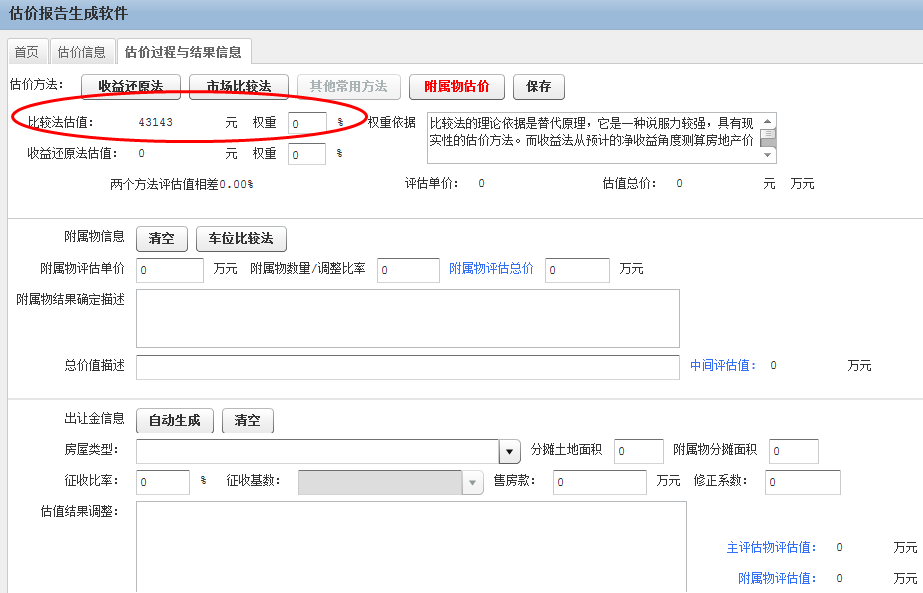 估价报告生成软件
首页 估价信息 估价过程与结果信息
估价方法： 收益还原法 市场比较法 其他常用方法 附属物估价 保存
比较法估值： 43143 元 权重 0 % 权重依据 比较法的理论依据是替代原理，它是一种说服力较强，具有现
实性的估价方法。而收益法从预计的净收益角度测算房地产价
收益还原法估值： 0 元 权重 0 %
两个方法评估值相差0.00% 评估单价： 0 估值总价： 0 元 万元
附属物信息 清空 车位比较法
附属物评估单价 0 万元 附属物数量/调整比率 0 附属物评估总价 0 万元
附属物结果确定描述
总价值描述 中间评估值： 0 万元
出让金信息 自动生成 清空
房屋类型： 分摊土地面积 0 附属物分摊面积 0
征收比率： 0 % 征收基数： 售房款： 0 万元 修正系数： 0
估值结果调整：
主评估物评估值： 0 万元
附属物评估值： 0 万元